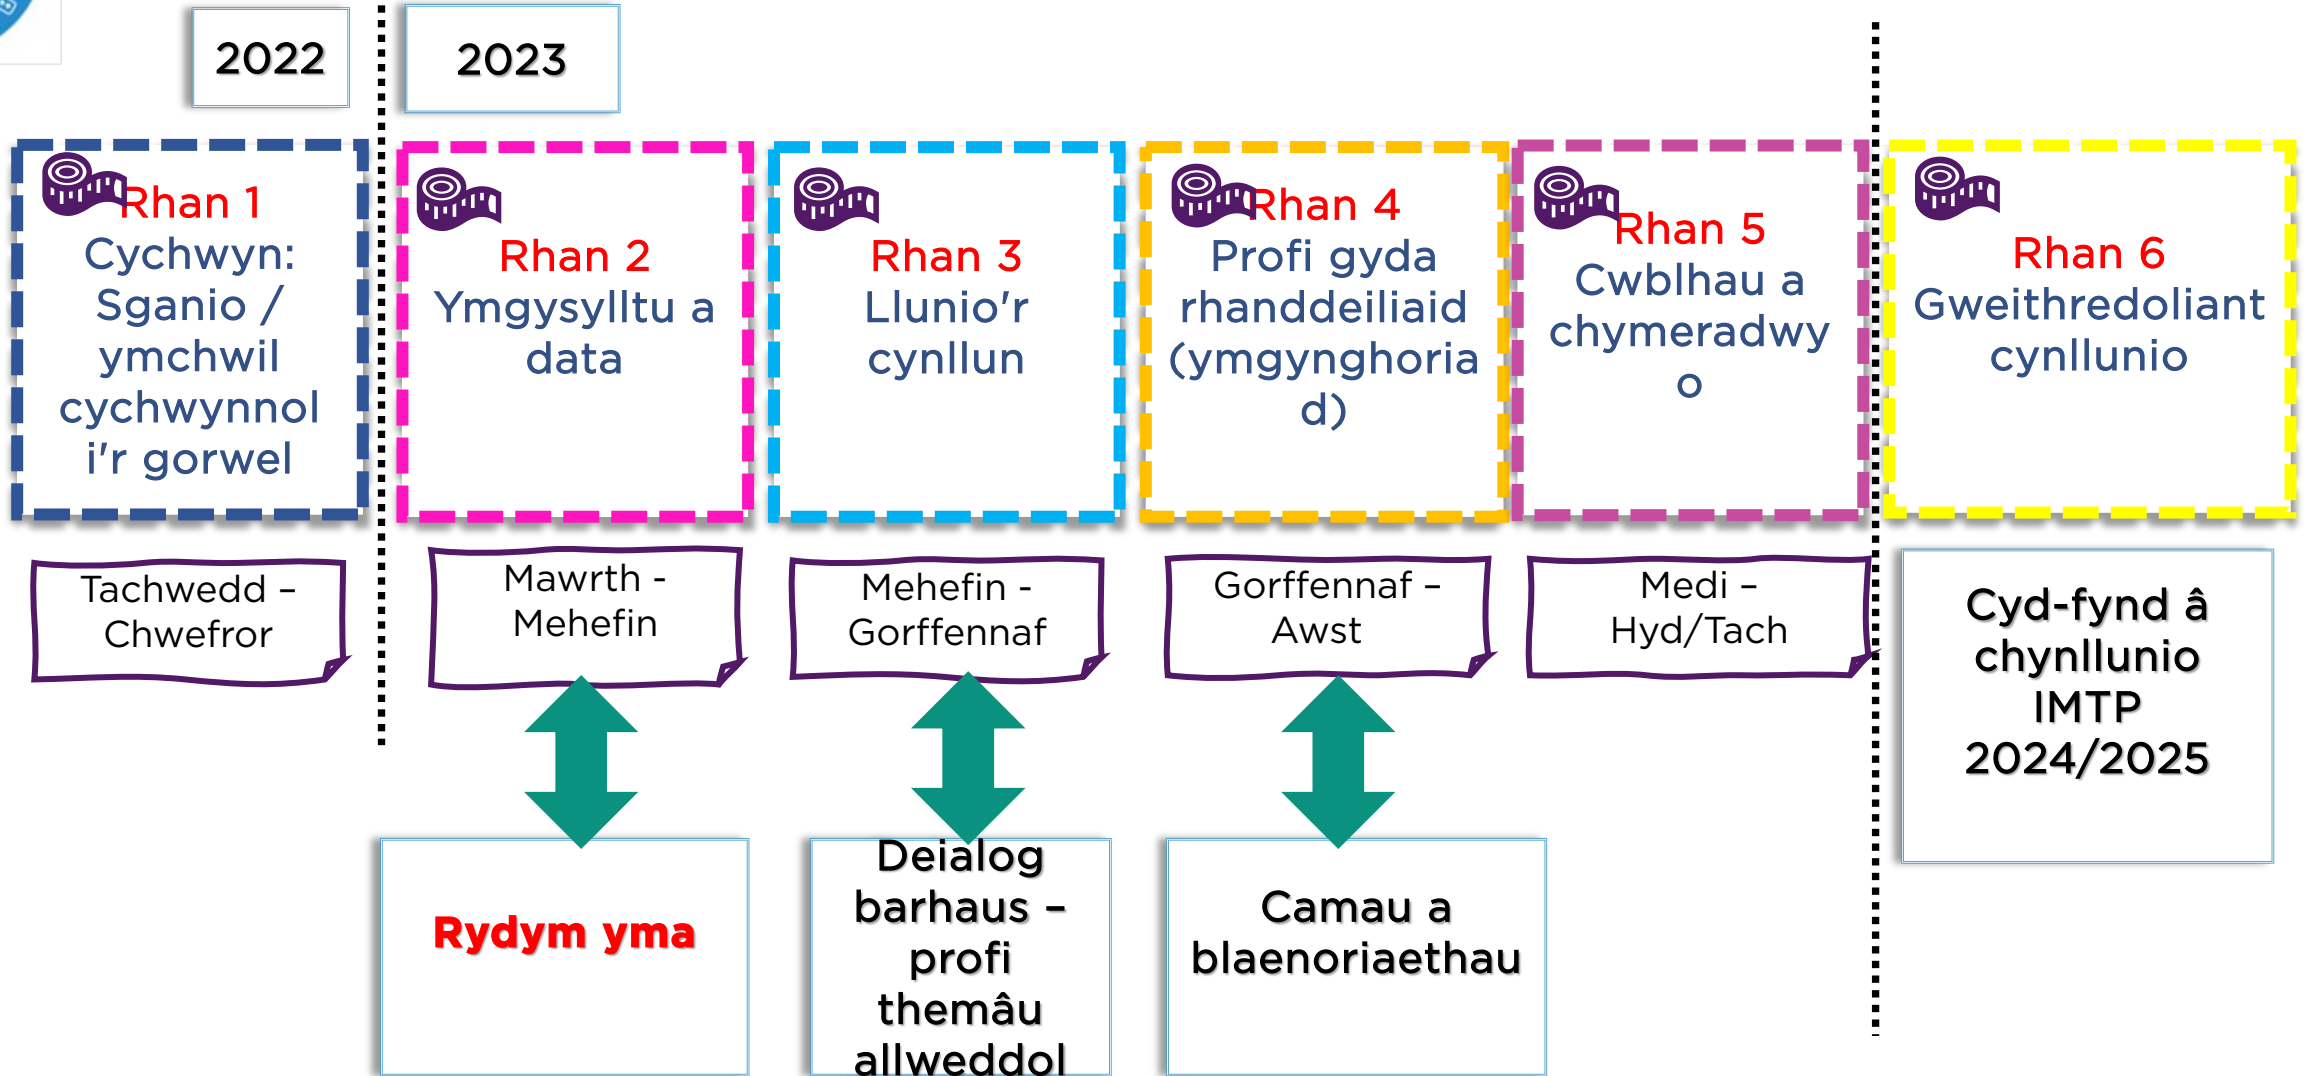 2022
2023
Rhan 1
Cychwyn:
Sganio /
ymchwil
cychwynnol
i'r gorwel
Rhan 2
Ymgysylltu a
data
Rhan 3
Llunio'r
cynllun
Rhan 4
Profi gyda
rhanddeiliaid
(ymgynghoria
d)
Rhan 5
Cwblhau a
chymeradwy
o
Rhan 6
Gweithredoliant
cynllunio
Tachwedd –
Chwefror
Mawrth -
Mehefin
Mehefin -
Gorffennaf
Gorffennaf –
Awst
Medi –
Hyd/Tach
Cyd-fynd â
chynllunio
IMTP
2024/2025
Rydym yma
Deialog
barhaus –
profi
themâu
allweddol
Camau a
blaenoriaethau